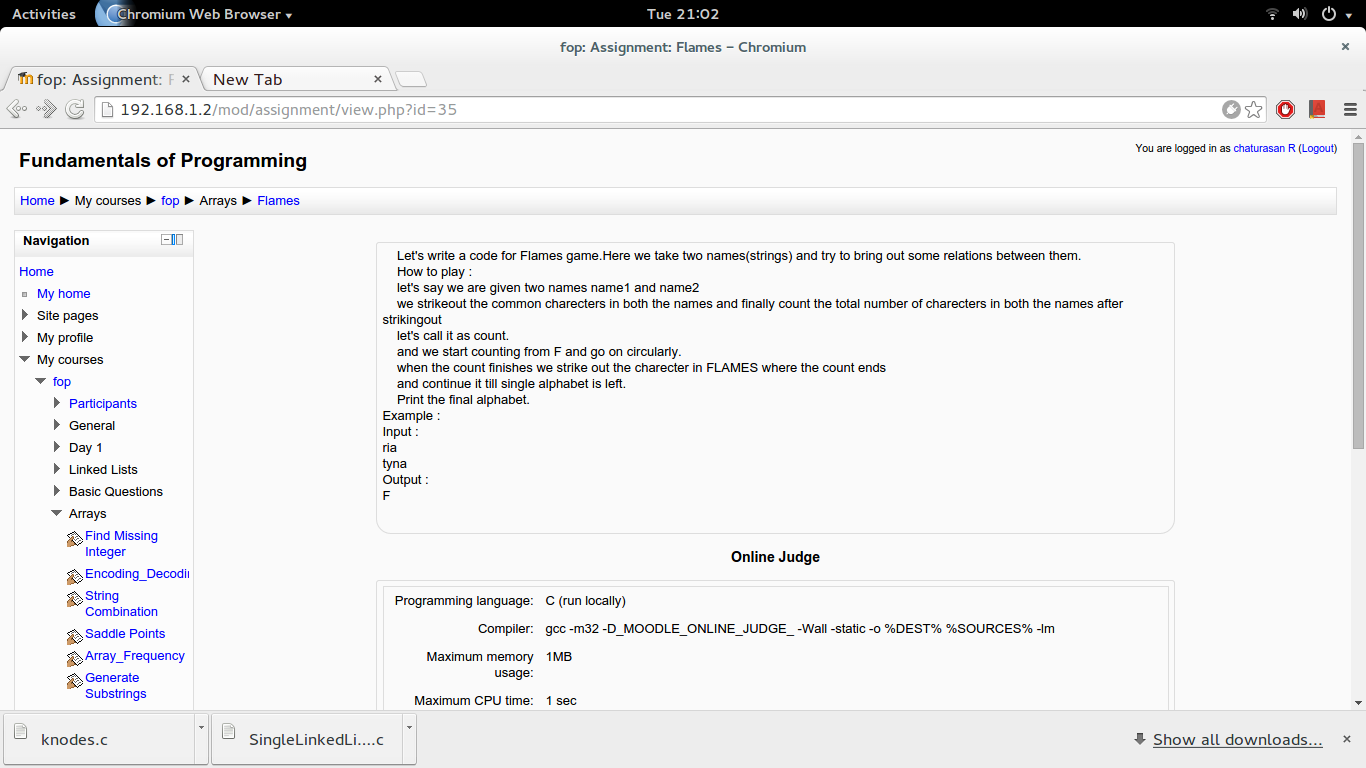 Activities
Chromium Web Browser
Tue 21:02
fop: Assignment: Flames – Chromium
fop: Assignment: F
New Tab
192.168.1.2/mod/assignment/view.php?id=35
Fundamentals of Programming
You are logged in as chaturasan R (Logout)
Home ► My courses ► fop ► Arrays ► Flames
Navigation
Home
My home
Site pages
My profile
My courses
fop
Participants
General
Day 1
Linked Lists
Basic Questions
Arrays
Find Missing
Integer
Encoding_Decodi
String
Combination
Saddle Points
Array_Frequency
Generate
Substrings
Let's write a code for Flames game.Here we take two names(strings) and try to bring out some relations between them.
How to play :
let's say we are given two names name1 and name2
we strikeout the common charecters in both the names and finally count the total number of charecters in both the names after
strikingout
let's call it as count.
and we start counting from F and go on circularly.
when the count finishes we strike out the charecter in FLAMES where the count ends
and continue it till single alphabet is left.
Print the final alphabet.
Example :
Input :
ria
tyna
Output :
F
Online Judge
Programming language: C (run locally)
Compiler: gcc -m32 -D_MOODLE_ONLINE_JUDGE_ -Wall -static -o %DEST% %SOURCES% -lm
Maximum memory 1MB
usage:
Maximum CPU time: 1 sec
knodes.c
SingleLinkedLi....c
Show all downloads...